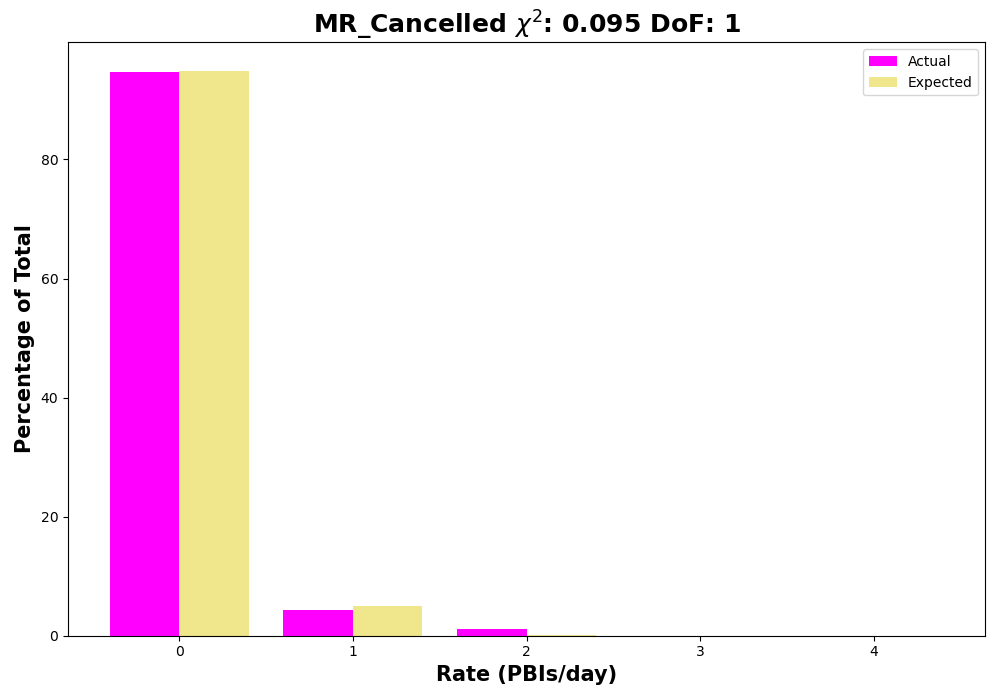 MR_Cancelled χ²: 0.095 DoF: 1
Actual
Expected
Percentage of Total
80
60
40
20
0
0 1 2 3 4
Rate (PBIs/day)